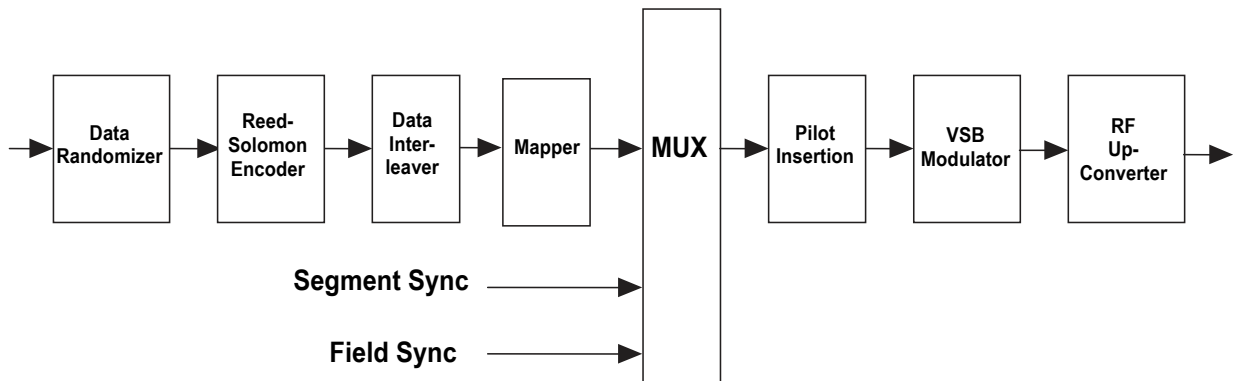 Data
Randomizer
Reed-
Solomon
Encoder
Data
Inter-
leaver
Mapper
MUX
Pilot
Insertion
VSB
Modulator
RF
Up-
Converter
Segment Sync
Field Sync